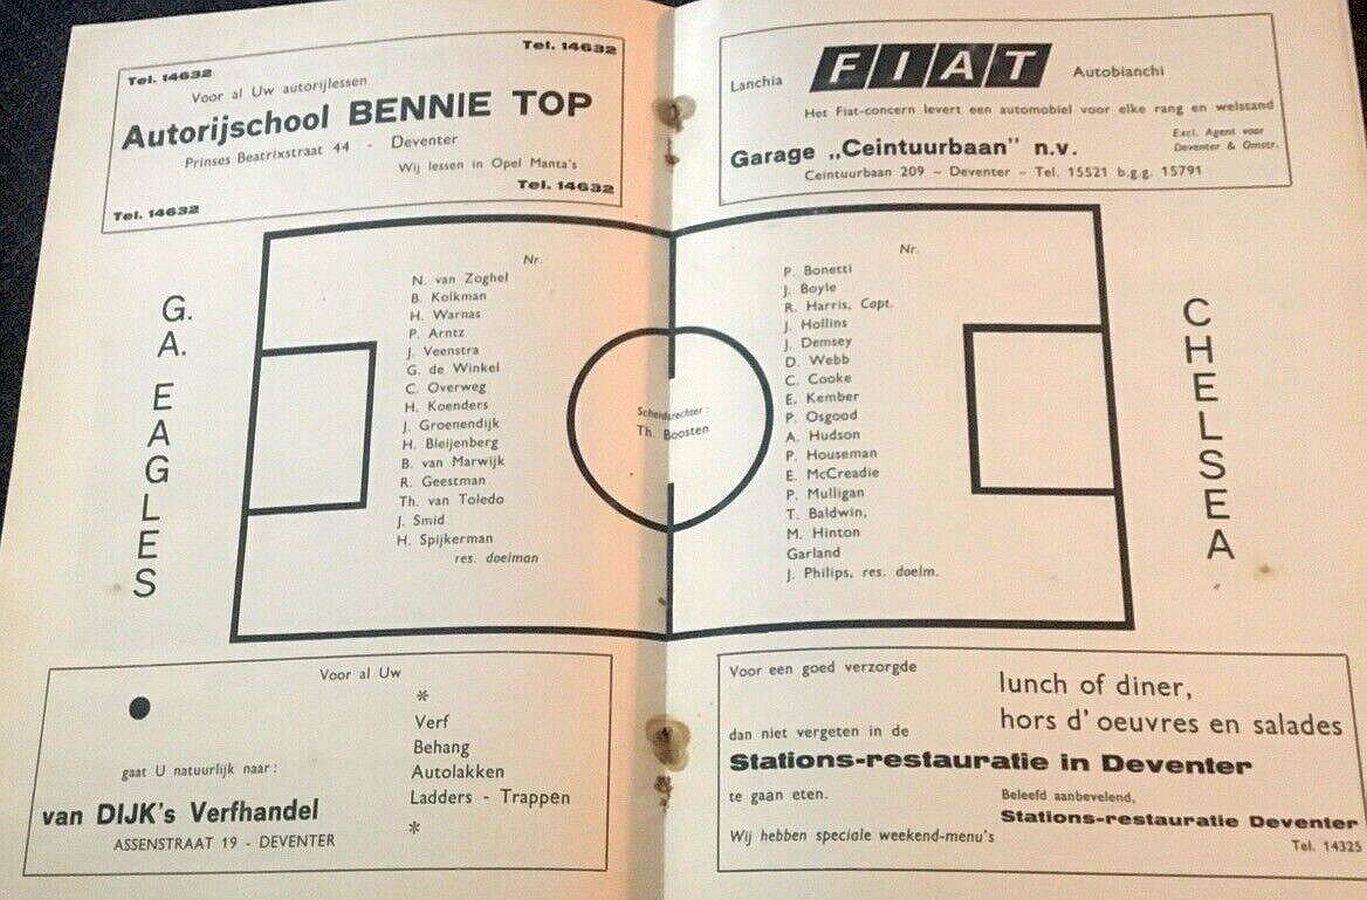 Tel. 14632
Tel. 14632
Voor al Uw autorijlessen
Autorijschool BENNIE TOP
Prinses Beatrixstraat 44 - Deventer
Wij lessen in Opel Manta's
Tel. 14632
Tel. 14632
Lanchia FIAT Autobianchi
Het Fiat-concern levert een automobiel voor elke rang en welstand
Garage „Ceintuurbaan” n.v.
Excl. Agent voor
Deventer & Omstr.
Ceintuurbaan 209 - Deventer - Tel. 15521 b.g.g. 15791
G. A. EAGLES
Nr.
N. van Zoghel
B. Kolkman
H. Warnas
P. Arntz
J. Veenstra
G. de Winkel
C. Overweg
H. Koenders
J. Groenendijk
H. Bleijenberg
B. van Marwijk
R. Geestman
Th. van Toledo
J. Smid
H. Spijkerman
res. doelman
Scheidsrechter :
Th. Boosten
Nr.
P. Bonetti
J. Boyle
R. Harris, Capt.
J. Hollins
J. Demsey
D. Webb
C. Cooke
E. Kember
P. Osgood
A. Hudson
P. Houseman
E. McCreadie
P. Mulligan
T. Baldwin,
M. Hinton
Garland
J. Philips, res. doelm.
CHELSEA
Voor al Uw
*
Verf
Behang
Autolakken
Ladders - Trappen
*
gaat U natuurlijk naar :
van DIJK's Verfhandel
ASSENSTRAAT 19 - DEVENTER
Voor een goed verzorgde
lunch of diner,
hors d'oeuvres en salades
dan niet vergeten in de
Stations-restauratie in Deventer
te gaan eten.
Beleefd aanbevelend,
Stations-restauratie Deventer
Wij hebben speciale weekend-menu's
Tel. 14325